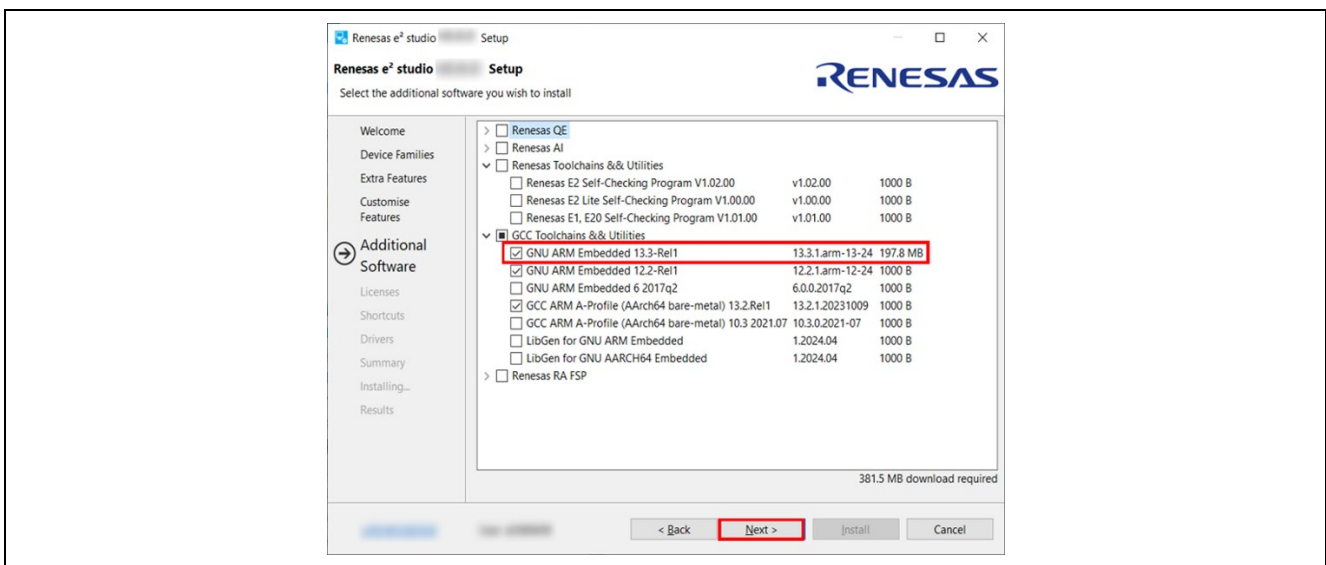 Renesas e² studio Setup
Renesas e² studio Setup
Select the additional software you wish to install
RENESAS
Welcome
Device Families
Extra Features
Customise
Features
Additional
Software
Licenses
Shortcuts
Drivers
Summary
Installing...
Results
Renesas QE
Renesas AI
Renesas Toolchains && Utilities
Renesas E2 Self-Checking Program V1.02.00 v1.02.00 1000 B
Renesas E2 Lite Self-Checking Program V1.00.00 v1.00.00 1000 B
Renesas E1, E20 Self-Checking Program V1.01.00 v1.01.00 1000 B
GCC Toolchains && Utilities
GNU ARM Embedded 13.3-Rel1 13.3.1.arm-13-24 197.8 MB
GNU ARM Embedded 12.2-Rel1 12.2.1.arm-12-24 1000 B
GNU ARM Embedded 6 2017q2 6.0.0.2017q2 1000 B
GCC ARM A-Profile (AArch64 bare-metal) 13.2.Rel1 13.2.1.20231009 1000 B
GCC ARM A-Profile (AArch64 bare-metal) 10.3 2021.07 10.3.0.2021-07 1000 B
LibGen for GNU ARM Embedded 1.2024.04 1000 B
LibGen for GNU AARCH64 Embedded 1.2024.04 1000 B
Renesas RA FSP
381.5 MB download required
< Back Next > Install Cancel